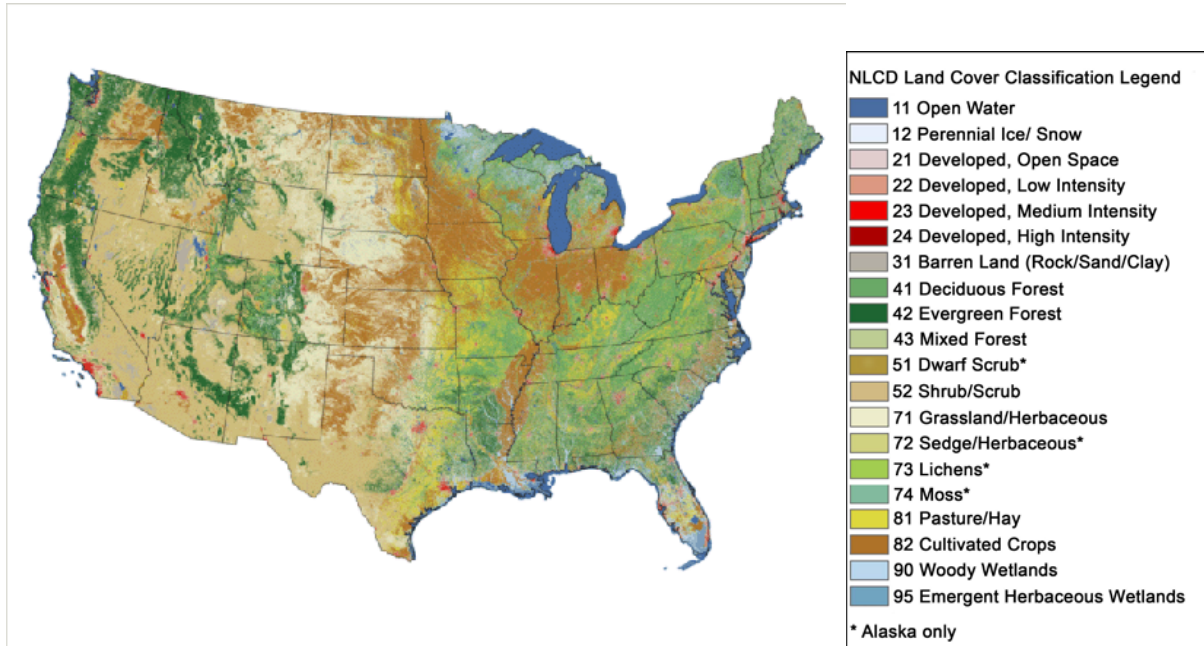 NLCD Land Cover Classification Legend
11 Open Water
12 Perennial Ice/ Snow
21 Developed, Open Space
22 Developed, Low Intensity
23 Developed, Medium Intensity
24 Developed, High Intensity
31 Barren Land (Rock/Sand/Clay)
41 Deciduous Forest
42 Evergreen Forest
43 Mixed Forest
51 Dwarf Scrub*
52 Shrub/Scrub
71 Grassland/Herbaceous
72 Sedge/Herbaceous*
73 Lichens*
74 Moss*
81 Pasture/Hay
82 Cultivated Crops
90 Woody Wetlands
95 Emergent Herbaceous Wetlands
* Alaska only